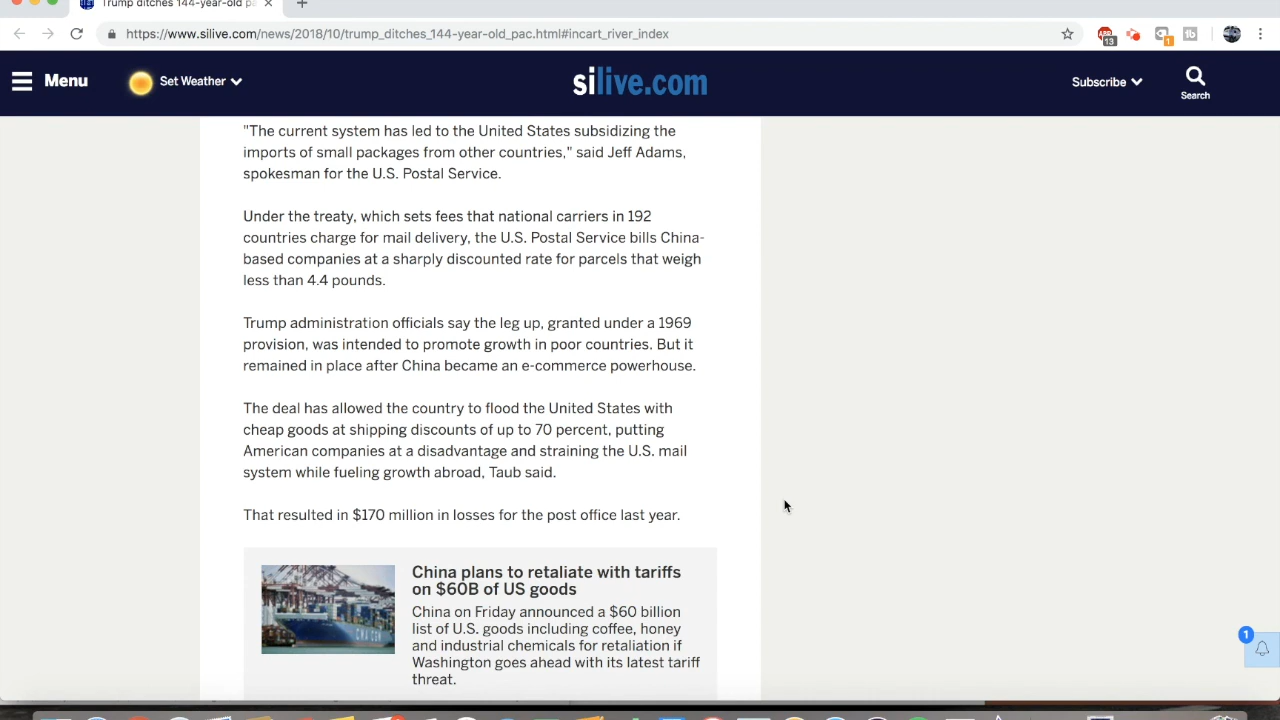 Trump ditches 144-year-old pa
https://www.silive.com/news/2018/10/trump_ditches_144-year-old_pac.html#incart_river_index
13
1
Menu
Set Weather
silive.com
Subscribe
Search
"The current system has led to the United States subsidizing the
imports of small packages from other countries," said Jeff Adams,
spokesman for the U.S. Postal Service.
Under the treaty, which sets fees that national carriers in 192
countries charge for mail delivery, the U.S. Postal Service bills China-
based companies at a sharply discounted rate for parcels that weigh
less than 4.4 pounds.
Trump administration officials say the leg up, granted under a 1969
provision, was intended to promote growth in poor countries. But it
remained in place after China became an e-commerce powerhouse.
The deal has allowed the country to flood the United States with
cheap goods at shipping discounts of up to 70 percent, putting
American companies at a disadvantage and straining the U.S. mail
system while fueling growth abroad, Taub said.
That resulted in $170 million in losses for the post office last year.
China plans to retaliate with tariffs
on $60B of US goods
China on Friday announced a $60 billion
list of U.S. goods including coffee, honey
and industrial chemicals for retaliation if
Washington goes ahead with its latest tariff
threat.
1